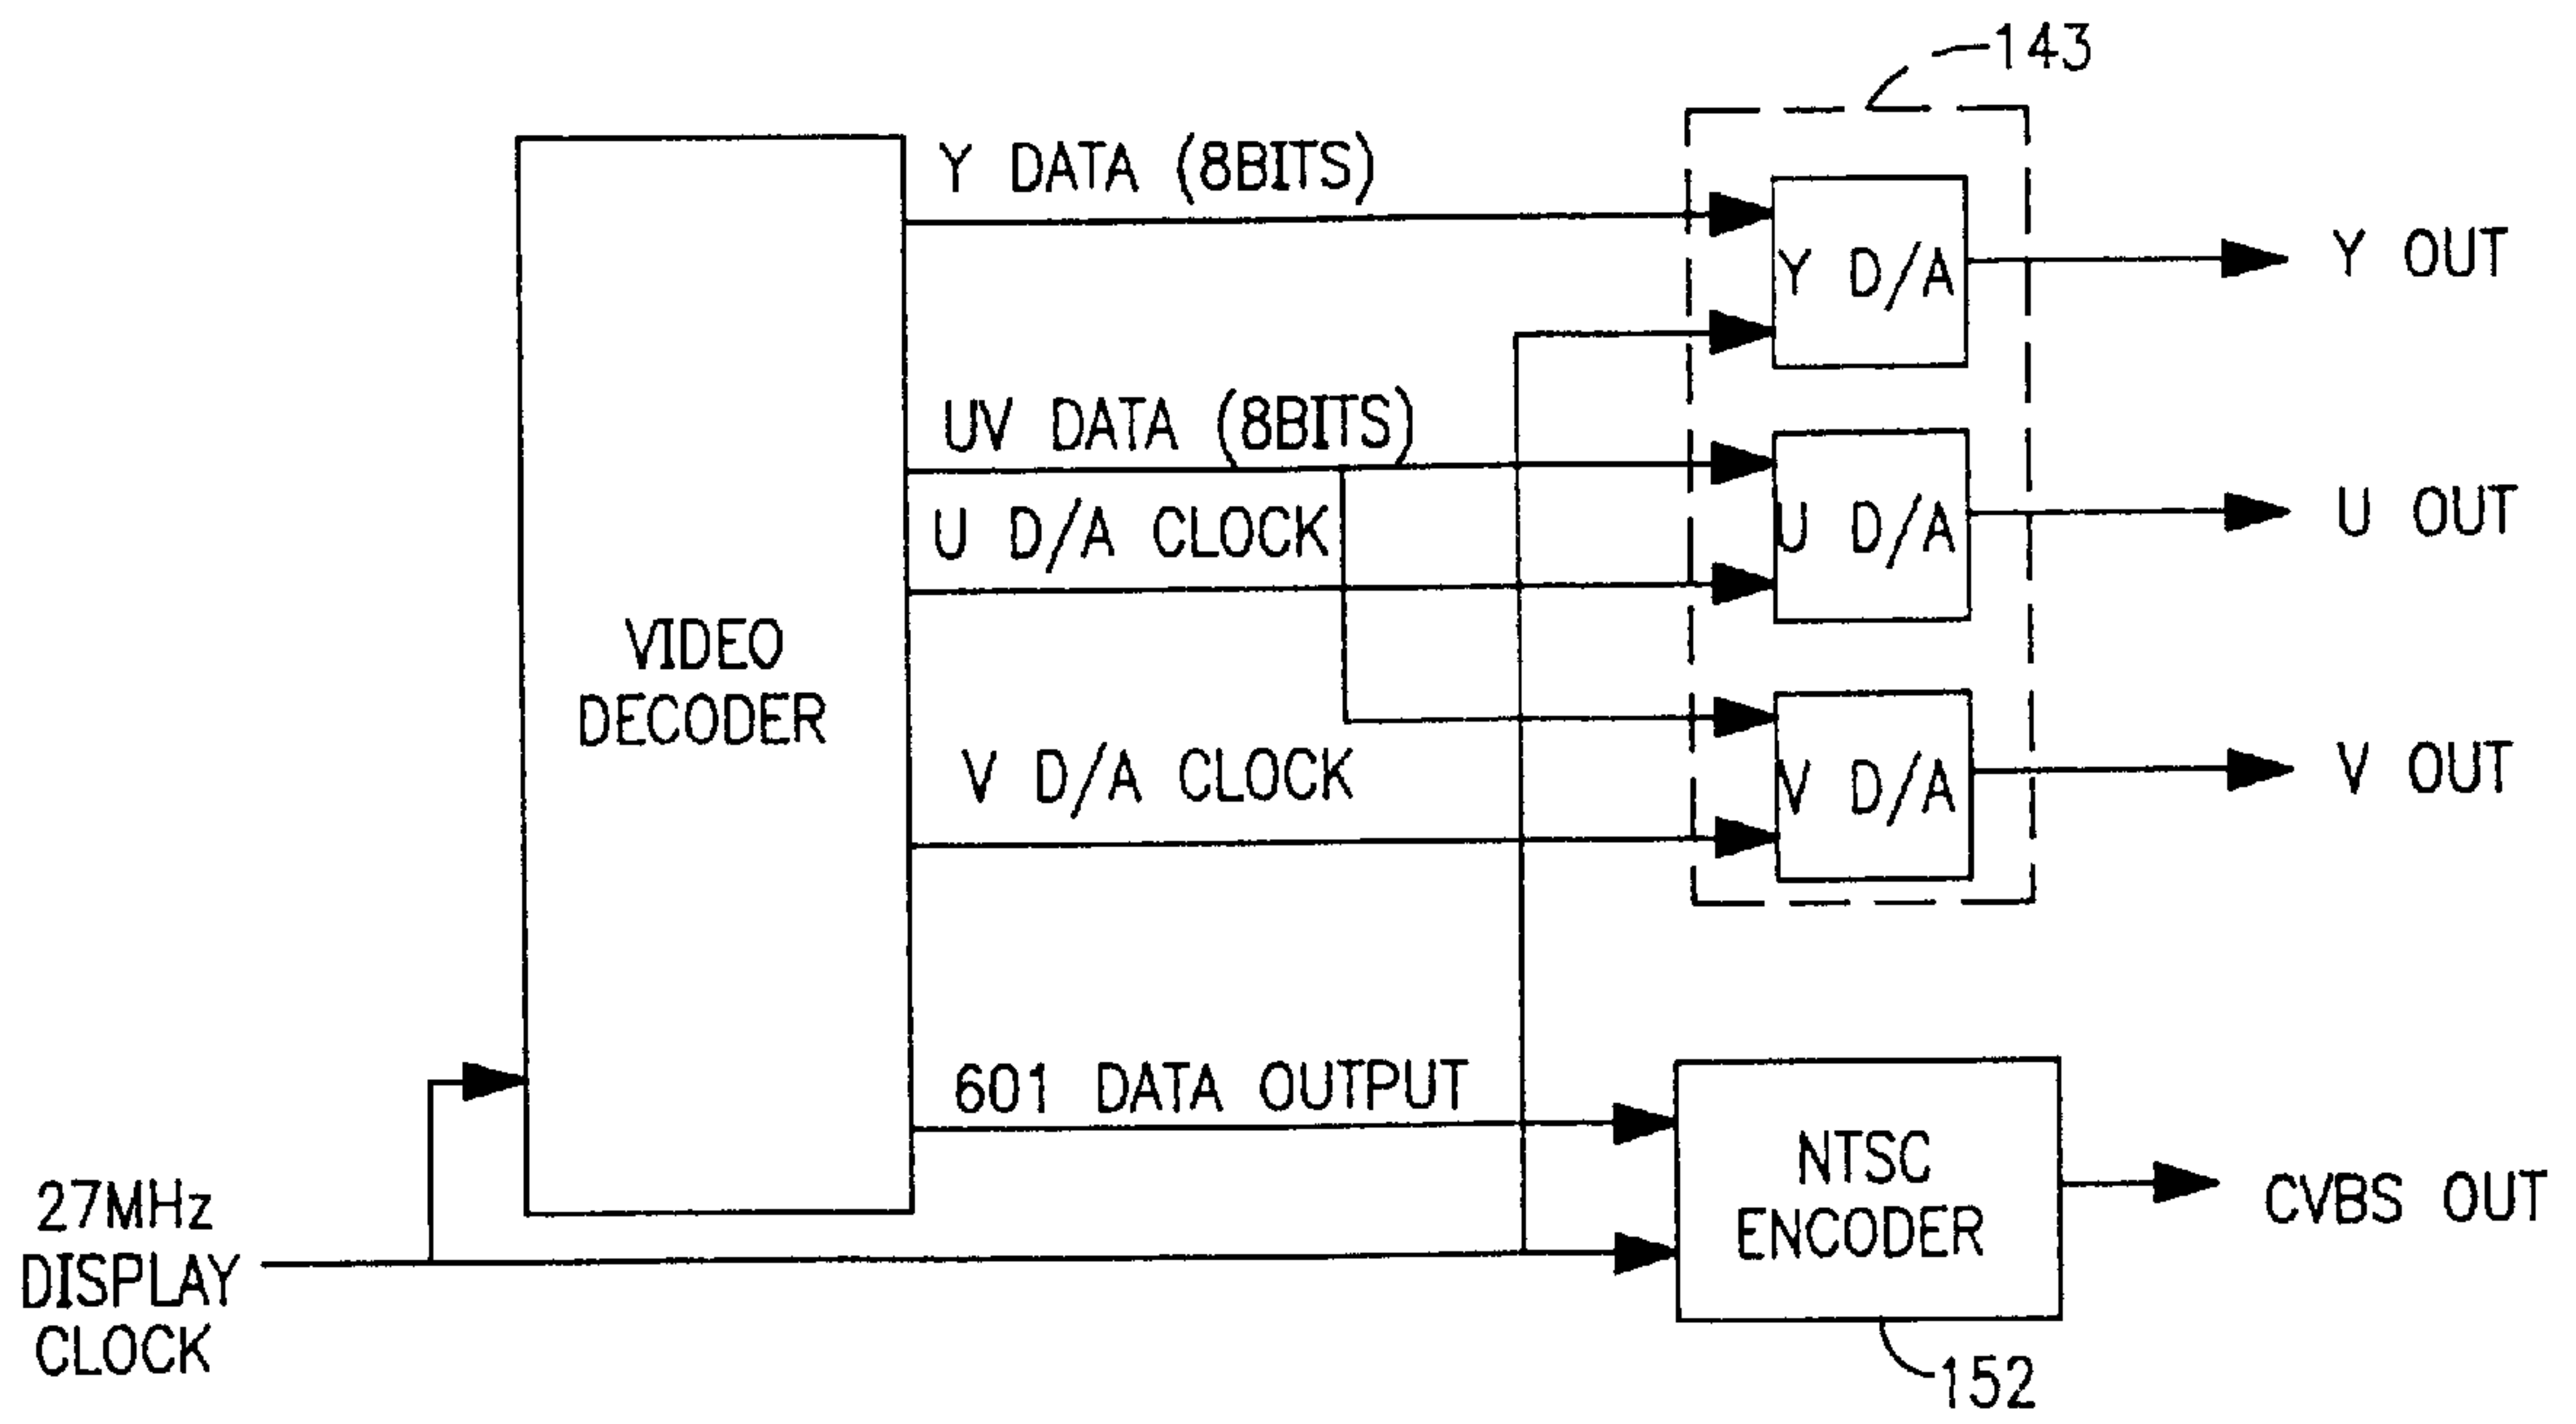 143
Y DATA (8BITS)
Y D/A
Y OUT
UV DATA (8BITS)
U D/A CLOCK
U D/A
U OUT
VIDEO
DECODER
V D/A CLOCK
V D/A
V OUT
601 DATA OUTPUT
NTSC
ENCODER
CVBS OUT
27MHz
DISPLAY
CLOCK
152